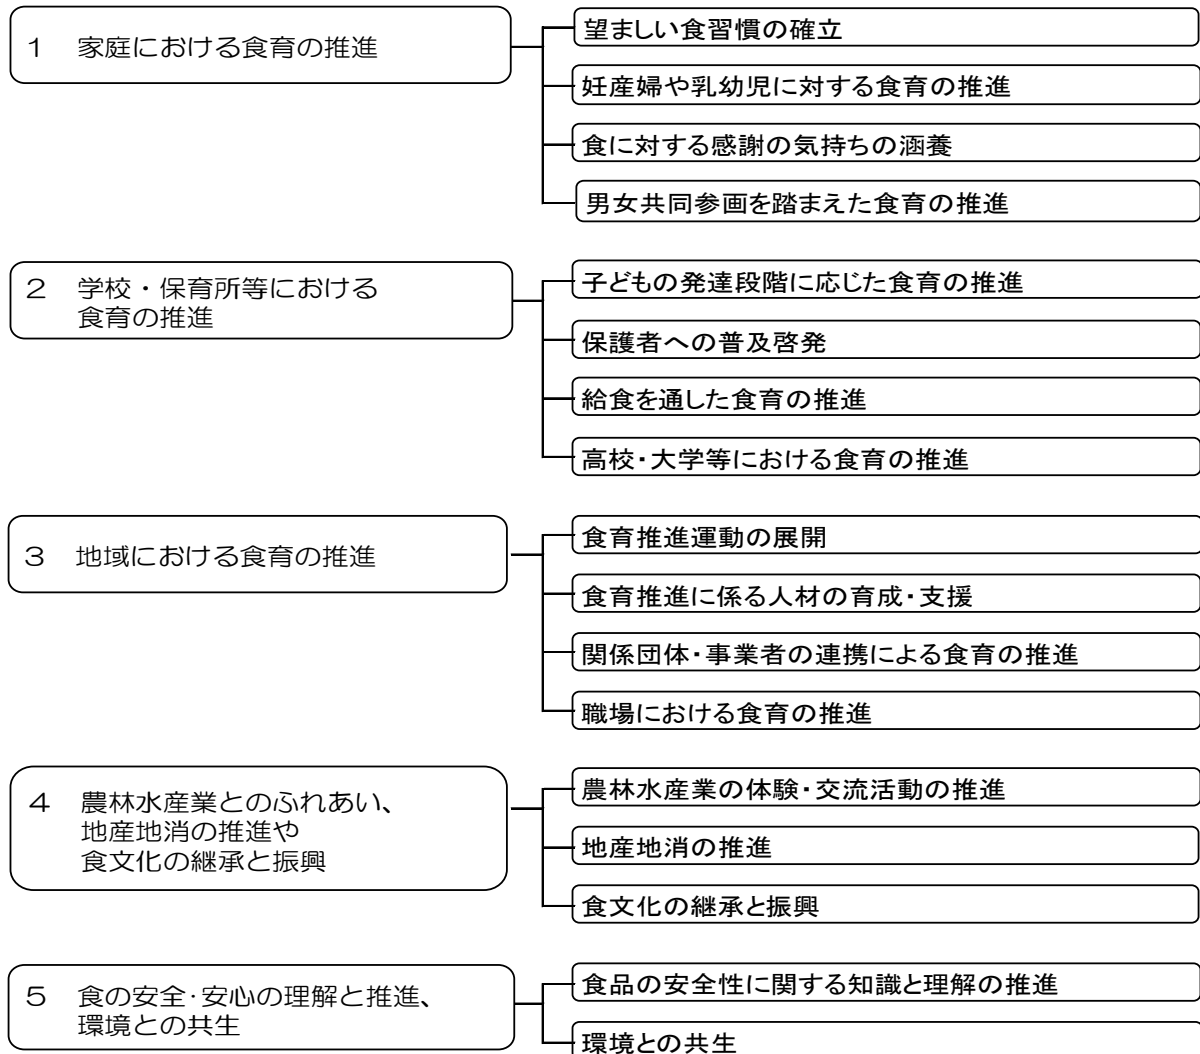 1 家庭における食育の推進
望ましい食習慣の確立
妊産婦や乳幼児に対する食育の推進
食に対する感謝の気持ちの涵養
男女共同参画を踏まえた食育の推進
2 学校・保育所等における
食育の推進
子どもの発達段階に応じた食育の推進
保護者への普及啓発
給食を通した食育の推進
高校・大学等における食育の推進
3 地域における食育の推進
食育推進運動の展開
食育推進に係る人材の育成・支援
関係団体・事業者の連携による食育の推進
職場における食育の推進
4 農林水産業とのふれあい、
地産地消の推進や
食文化の継承と振興
農林水産業の体験・交流活動の推進
地産地消の推進
食文化の継承と振興
5 食の安全・安心の理解と推進、
環境との共生
食品の安全性に関する知識と理解の推進
環境との共生